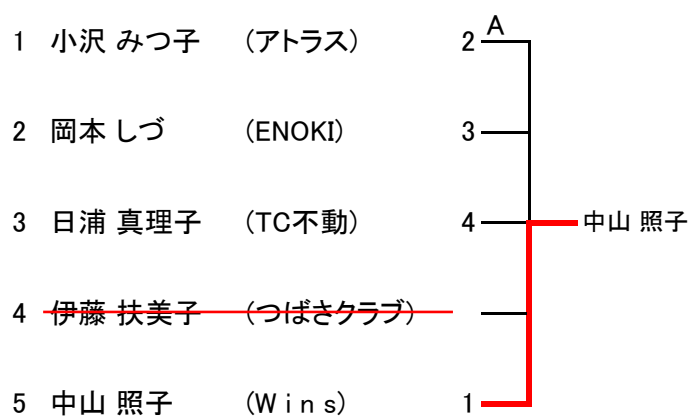 A
1 小沢 みつ子 (アトラス) 2
2 岡本 しづ (ENOKI) 3
3 日浦 真理子 (TC不動) 4 中山 照子
4 伊藤 扶美子 (つばさクラブ)
5 中山 照子 (Wins) 1